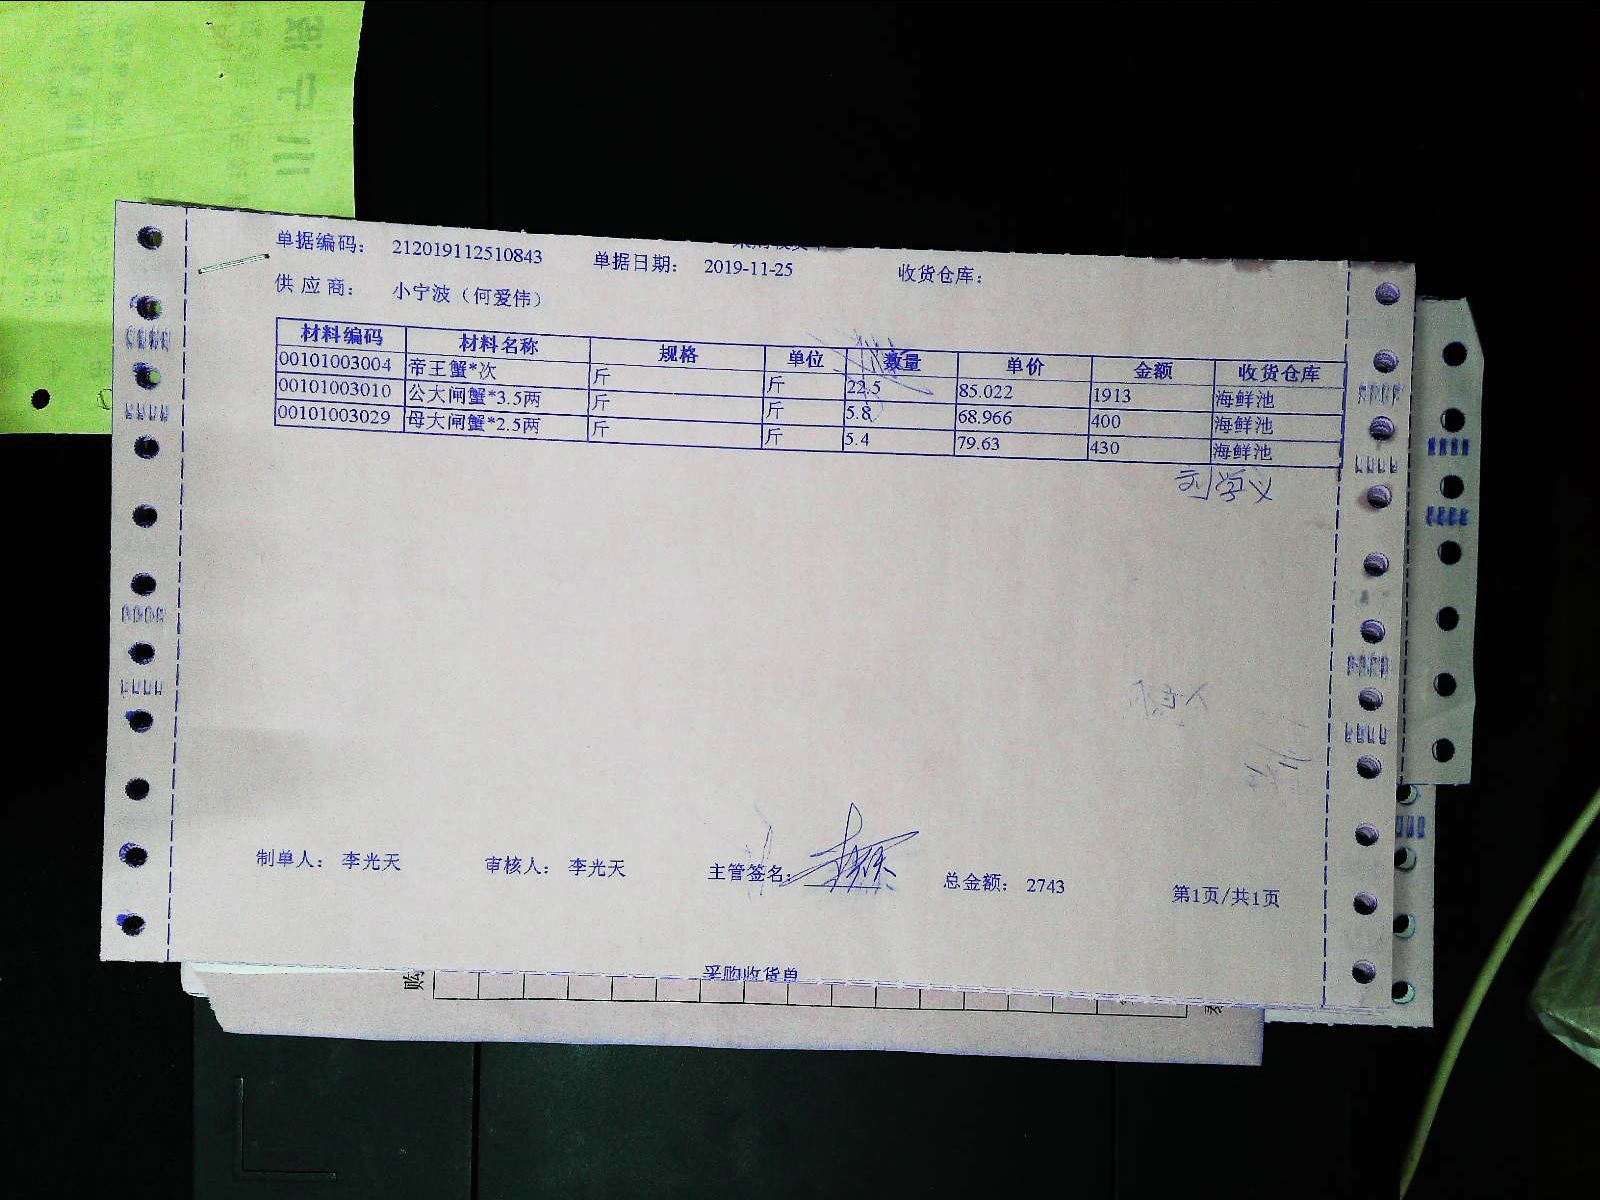 单据编码: 212019112510843 单据日期: 2019-11-25 收货仓库:
供 应 商: 小宁波（何爱伟）
材料编码 材料名称 规格 单位 数量 单价 金额 收货仓库
00101003004 帝王蟹*次 斤 斤 22.5 85.022 1913 海鲜池
00101003010 公大闸蟹*3.5两 斤 斤 5.8 68.966 400 海鲜池
00101003029 母大闸蟹*2.5两 斤 斤 5.4 79.63 430 海鲜池
制单人: 李光天 审核人: 李光天 主管签名: 总金额: 2743 第1页/共1页
采购收货单
购